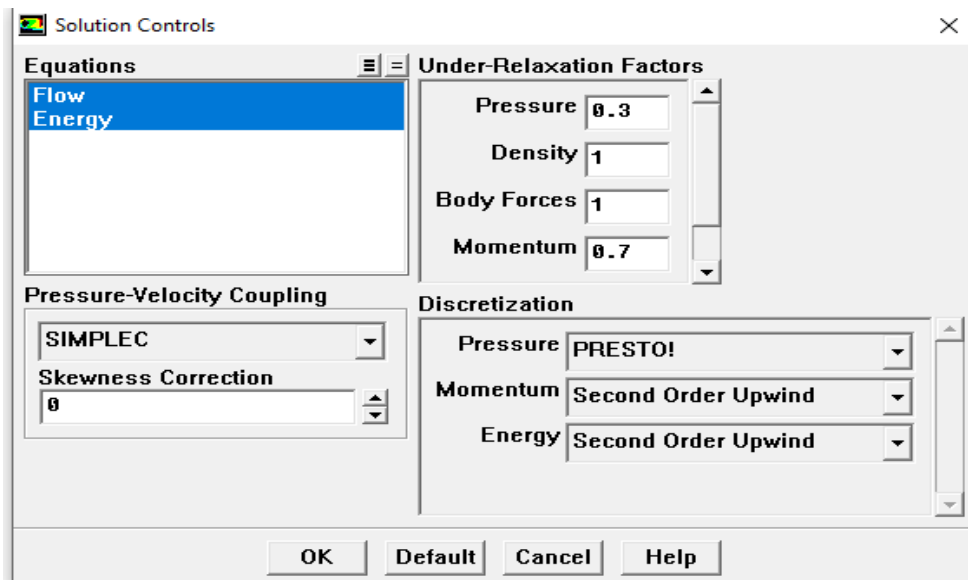 Solution Controls
Equations
Flow
Energy
Under-Relaxation Factors
Pressure 0.3
Density 1
Body Forces 1
Momentum 0.7
Pressure-Velocity Coupling
SIMPLEC
Skewness Correction
0
Discretization
Pressure PRESTO!
Momentum Second Order Upwind
Energy Second Order Upwind
OK Default Cancel Help